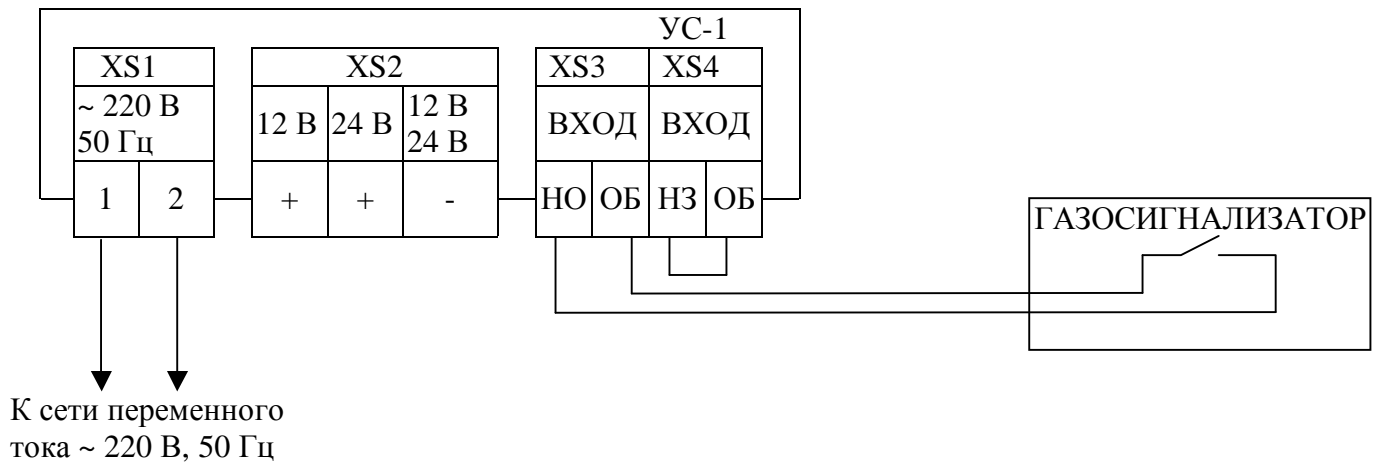 УС-1
XS1 XS2 XS3 XS4
~ 220 В
50 Гц
12 В 24 В 12 В
24 В
ВХОД ВХОД
1 2 + + - НО ОБ НЗ ОБ
ГАЗОСИГНАЛИЗАТОР
К сети переменного
тока ~ 220 В, 50 Гц